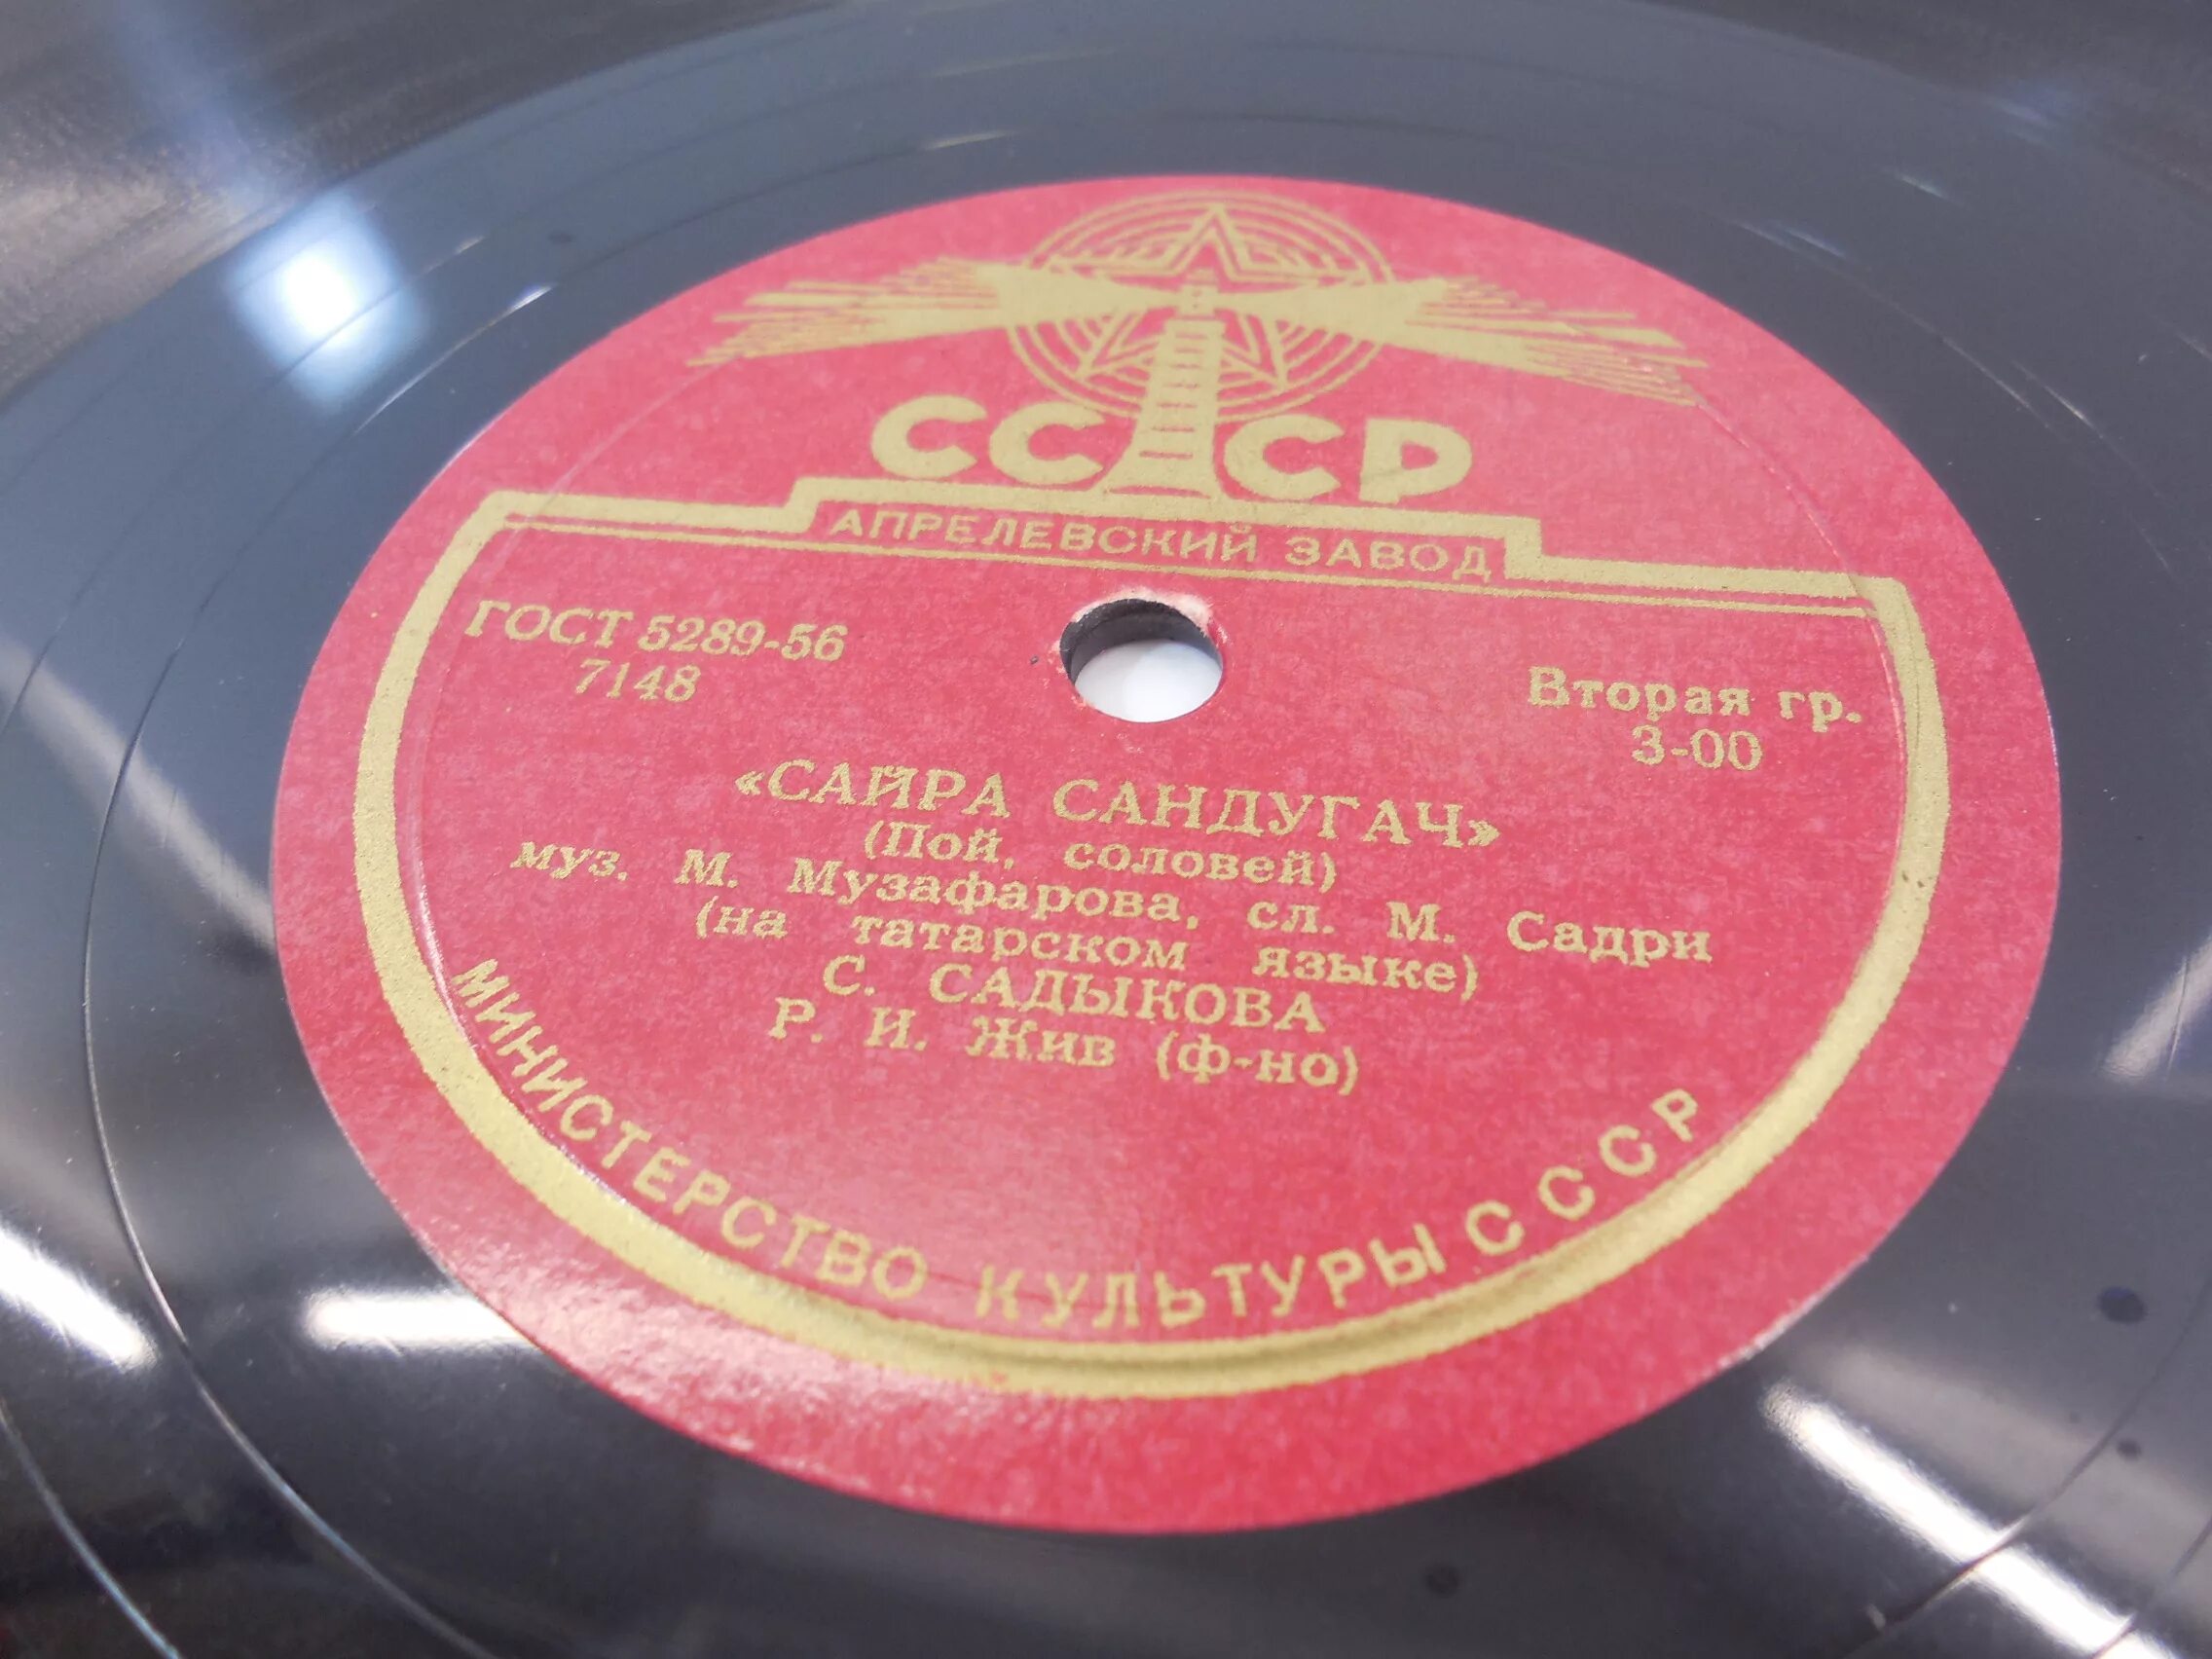 СССР
АПРЕЛЕВСКИЙ ЗАВОД
ГОСТ 5289-56
7148
Вторая гр.
3-00
«САЙРА САНДУГАЧ»
(Пой, соловей)
муз. М. Музафарова, сл. М. Садри
(на татарском языке)
С. САДЫКОВА
Р. И. Жив (ф-но)
МИНИСТЕРСТВО КУЛЬТУРЫ СССР